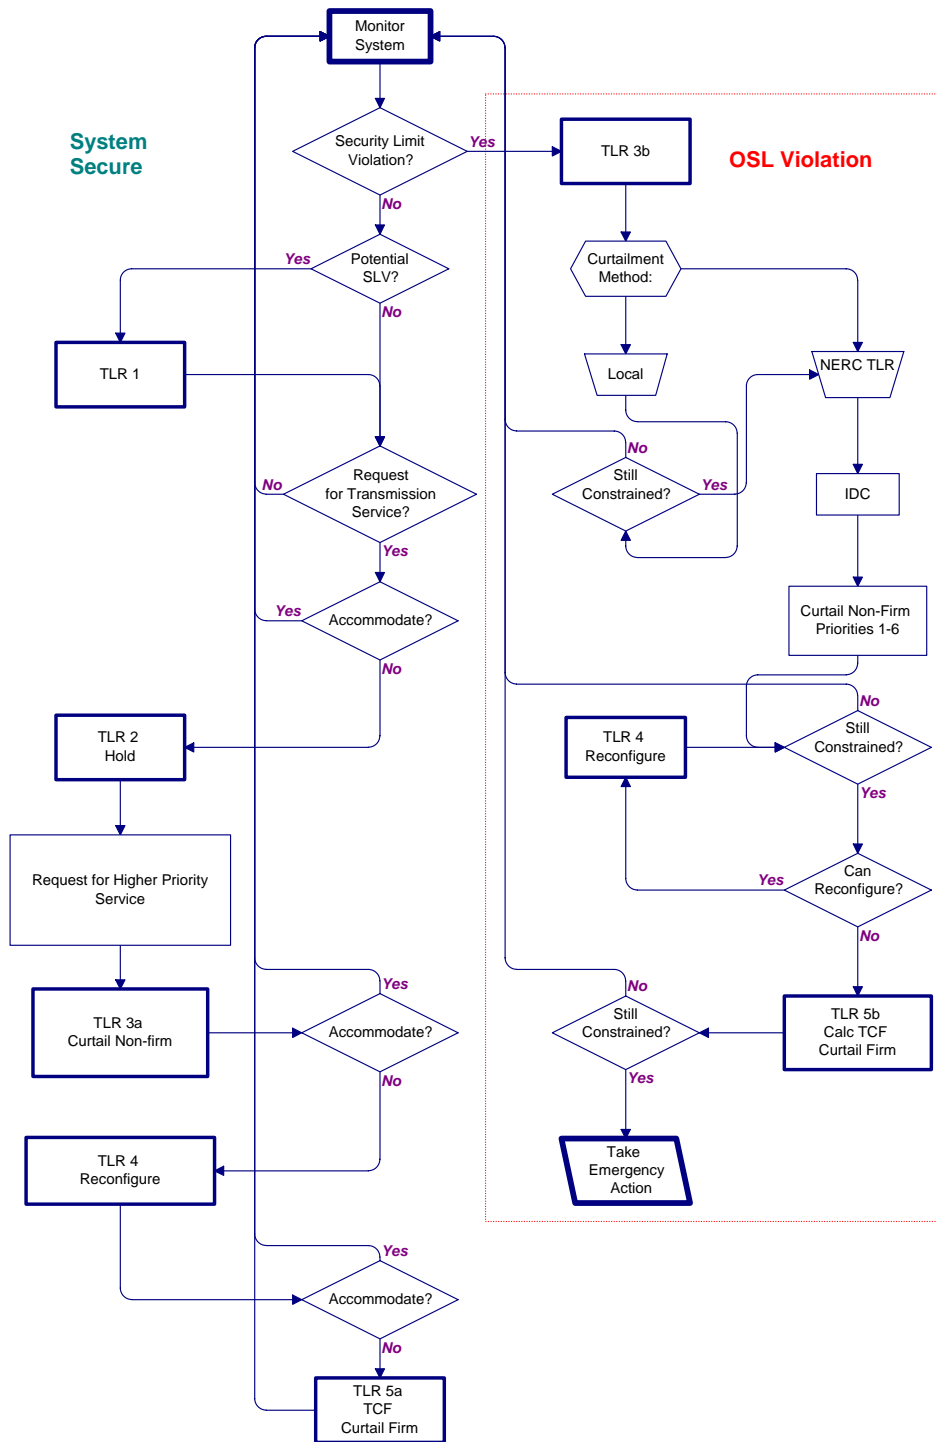 Monitor
System
System
Secure
Security Limit
Violation?
Yes
No
TLR 3b
OSL Violation
Potential
SLV?
Yes
No
Curtailment
Method:
TLR 1
Local
NERC TLR
Request
for Transmission
Service?
No
Yes
Still
Constrained?
No
Yes
IDC
Accommodate?
Yes
No
Curtail Non-Firm
Priorities 1-6
TLR 2
Hold
TLR 4
Reconfigure
Still
Constrained?
No
Yes
Request for Higher Priority
Service
Can
Reconfigure?
Yes
No
TLR 3a
Curtail Non-firm
Accommodate?
Yes
No
Still
Constrained?
No
Yes
TLR 5b
Calc TCF
Curtail Firm
TLR 4
Reconfigure
Take
Emergency
Action
Accommodate?
Yes
No
TLR 5a
TCF
Curtail Firm